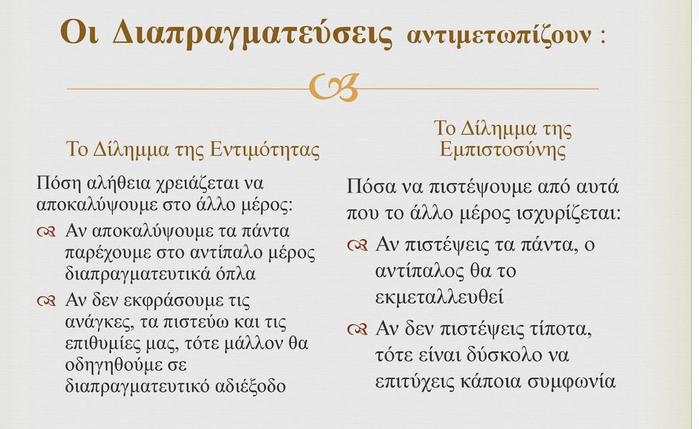 Οι Διαπραγματεύσεις αντιμετωπίζουν :
Το Δίλημμα της Εντιμότητας
Πόση αλήθεια χρειάζεται να
αποκαλύψουμε στο άλλο μέρος:
Αν αποκαλύψουμε τα πάντα
παρέχουμε στο αντίπαλο μέρος
διαπραγματευτικά όπλα
Αν δεν εκφράσουμε τις
ανάγκες, τα πιστεύω και τις
επιθυμίες μας, τότε μάλλον θα
οδηγηθούμε σε
διαπραγματευτικό αδιέξοδο
Το Δίλημμα της
Εμπιστοσύνης
Πόσα να πιστέψουμε από αυτά
που το άλλο μέρος ισχυρίζεται:
Αν πιστέψεις τα πάντα, ο
αντίπαλος θα το
εκμεταλλευθεί
Αν δεν πιστέψεις τίποτα,
τότε είναι δύσκολο να
επιτύχεις κάποια συμφωνία